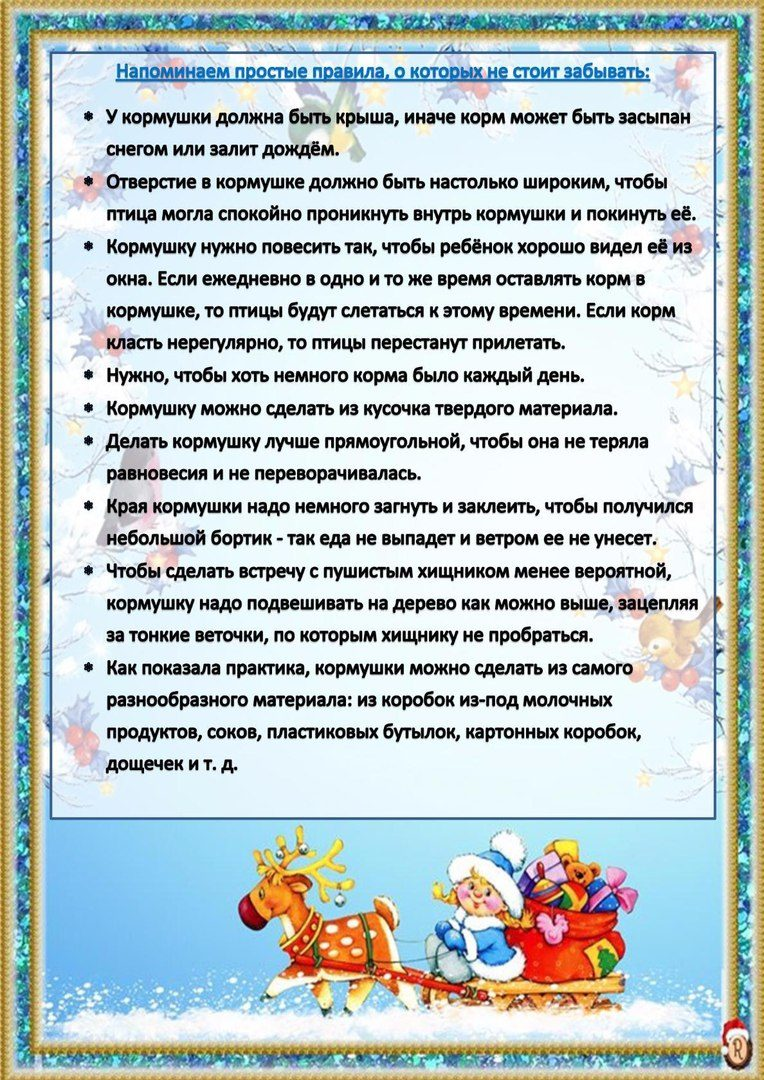 Напоминаем простые правила, о которых не стоит забывать:
⁕ У кормушки должна быть крыша, иначе корм может быть засыпан
снегом или залит дождём.
⁕ Отверстие в кормушке должно быть настолько широким, чтобы
птица могла спокойно проникнуть внутрь кормушки и покинуть её.
⁕ Кормушку нужно повесить так, чтобы ребёнок хорошо видел её из
окна. Если ежедневно в одно и то же время оставлять корм в
кормушке, то птицы будут слетаться к этому времени. Если корм
класть нерегулярно, то птицы перестанут прилетать.
⁕ Нужно, чтобы хоть немного корма было каждый день.
⁕ Кормушку можно сделать из кусочка твердого материала.
⁕ Делать кормушку лучше прямоугольной, чтобы она не теряла
равновесия и не переворачивалась.
⁕ Края кормушки надо немного загнуть и заклеить, чтобы получился
небольшой бортик - так еда не выпадет и ветром ее не унесет.
⁕ Чтобы сделать встречу с пушистым хищником менее вероятной,
кормушку надо подвешивать на дерево как можно выше, зацепляя
за тонкие веточки, по которым хищнику не пробраться.
⁕ Как показала практика, кормушки можно сделать из самого
разнообразного материала: из коробок из-под молочных
продуктов, соков, пластиковых бутылок, картонных коробок,
дощечек и т. д.
R